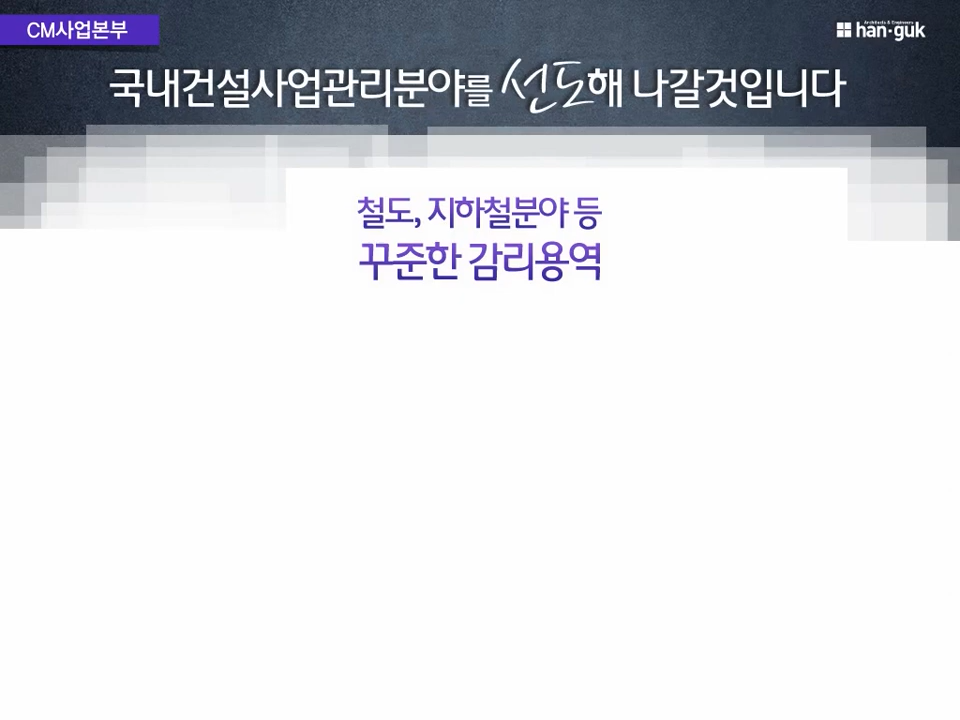 CM사업본부
Architects & Engineers
han·guk
국내건설사업관리분야를 선도해 나갈것입니다
철도, 지하철분야 등
꾸준한 감리용역